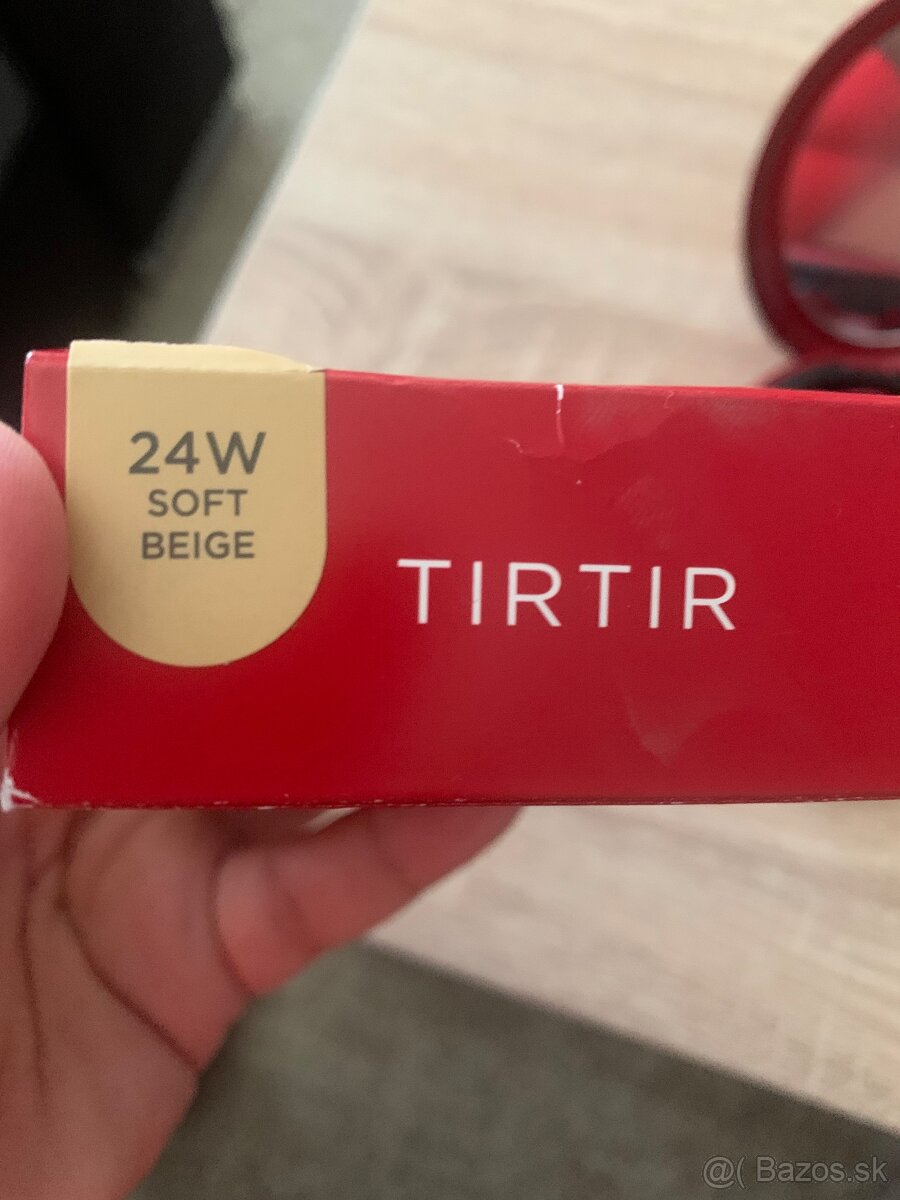 24W
SOFT
BEIGE
TIRTIR
@( Bazos.sk